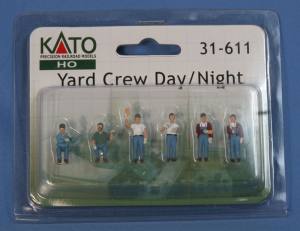 KATO
PRECISION RAILROAD MODELS
HO
31-611
Yard Crew Day/Night